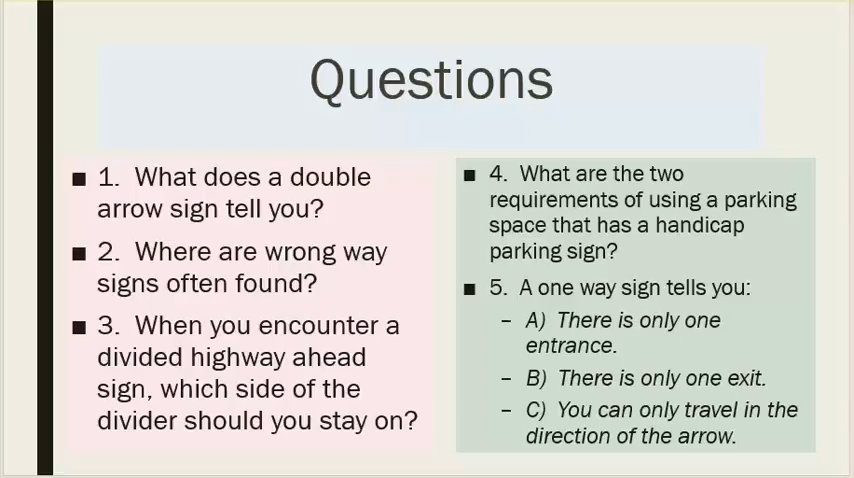 Questions
■ 1. What does a double
arrow sign tell you?
■ 2. Where are wrong way
signs often found?
■ 3. When you encounter a
divided highway ahead
sign, which side of the
divider should you stay on?
■ 4. What are the two
requirements of using a parking
space that has a handicap
parking sign?
■ 5. A one way sign tells you:
– A) There is only one
entrance.
– B) There is only one exit.
– C) You can only travel in the
direction of the arrow.